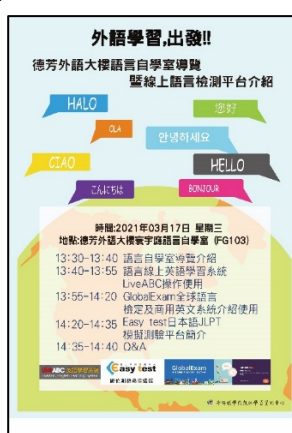 外語學習,出發!!
德芳外語大樓語言自學室導覽
暨線上語言檢測平台介紹
HALO
您好
OLA
안녕하세요
CIAO
HELLO
こんにちは
BONJOUR
時間:2021年03月17日 星期三
地點:德芳外語大樓寰宇誨語言自學室 (FG103)
13:30-13:40 語言自學室導覽介紹
13:40-13:55 語言線上英語學習系統
LiveABC操作使用
13:55-14:20 GlobalExam全球語言
檢定及商用英文系統介紹使用
14:20-14:35 Easy test日本語JLPT
模擬測驗平台簡介
14:35-14:40 Q&A
Easy test
GlobalExam